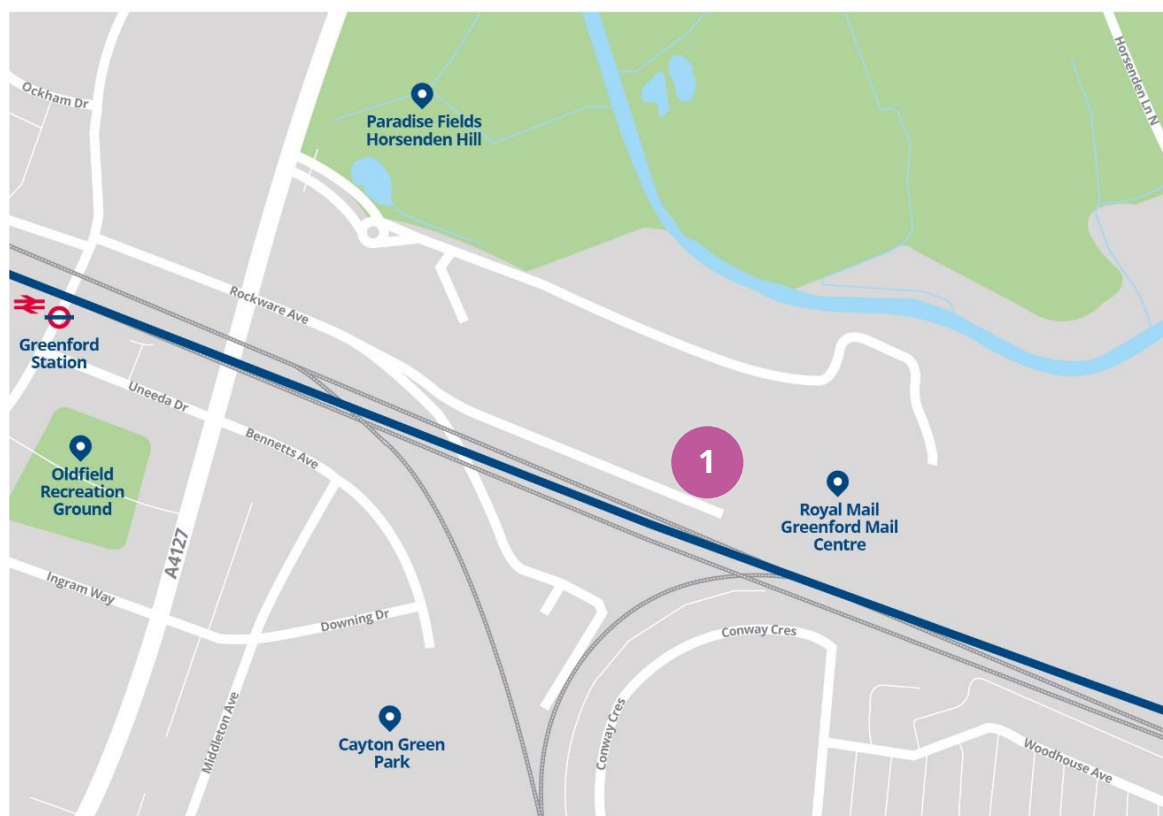 Horsenden Ln N
Ockham Dr
Paradise Fields
Horsenden Hill
Rockware Ave
Greenford
Station
Uneeda Dr
Bennetts Ave
Oldfield
Recreation
Ground
1
Royal Mail
Greenford Mail
Centre
A4127
Ingram Way
Downing Dr
Conway Cres
Middleton Ave
Cayton Green
Park
Conway Cres
Woodhouse Ave